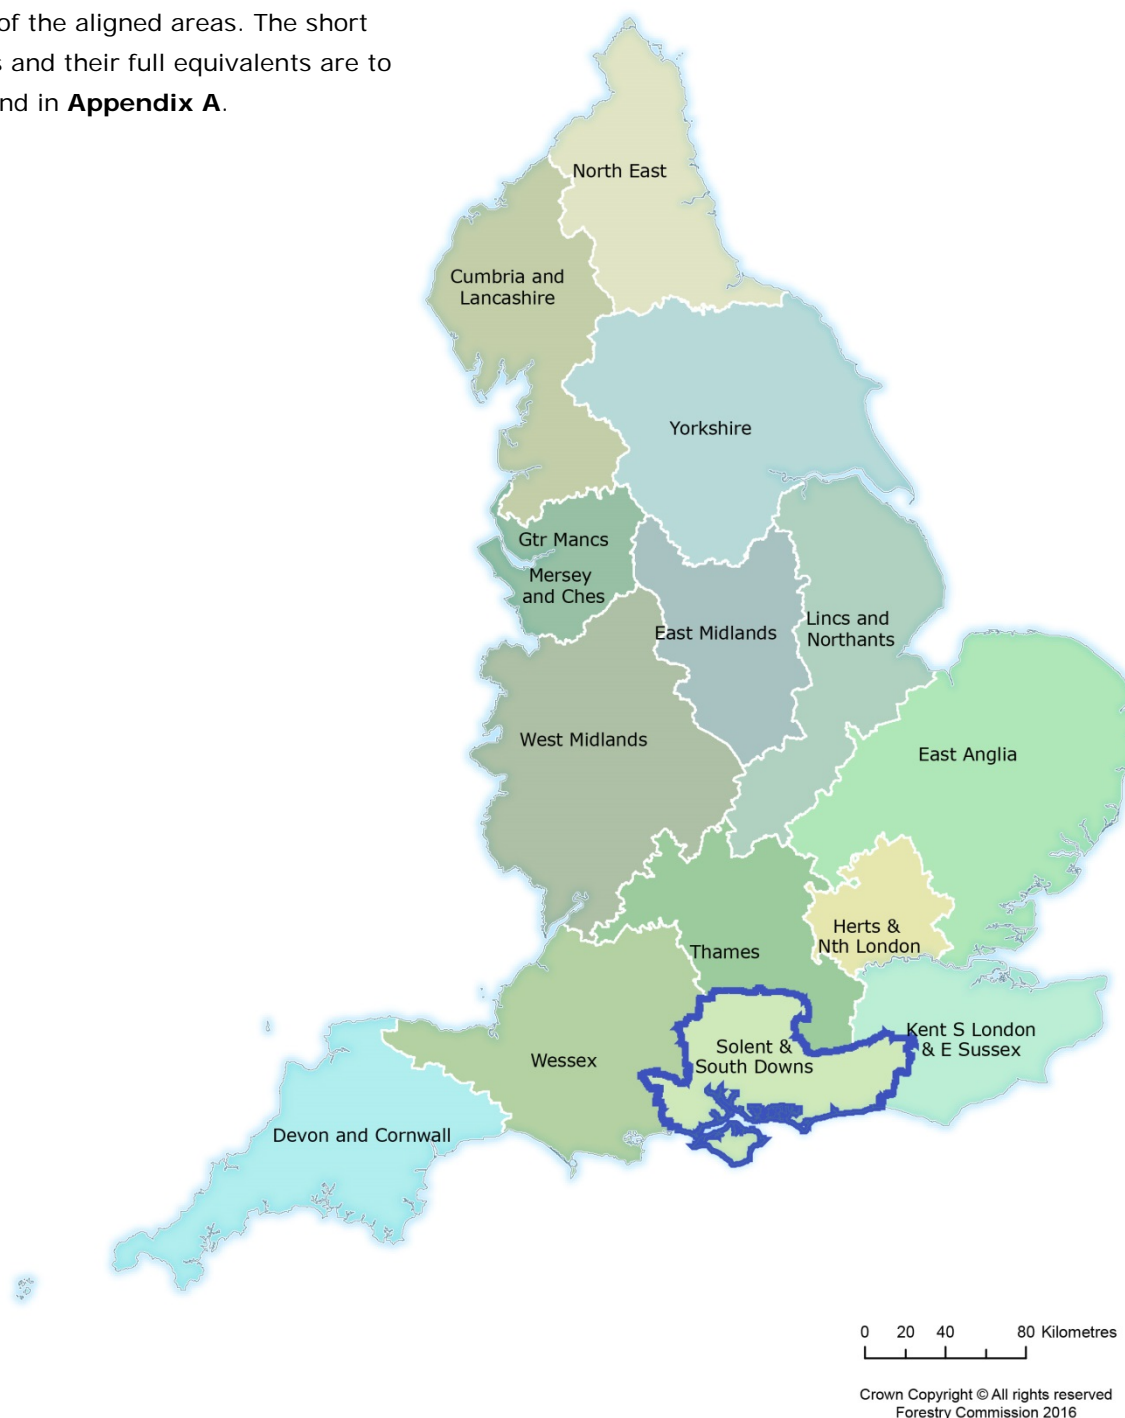 of the aligned areas. The short
and their full equivalents are to
in Appendix A.
North East
Cumbria and
Lancashire
Yorkshire
Gtr Mancs
Mersey
and Ches
East Midlands
Lincs and
Northants
West Midlands
East Anglia
Herts &
Nth London
Thames
Kent S London
& E Sussex
Solent &
South Downs
Wessex
Devon and Cornwall
0 20 40 80 Kilometres
Crown Copyright © All rights reserved
Forestry Commission 2016